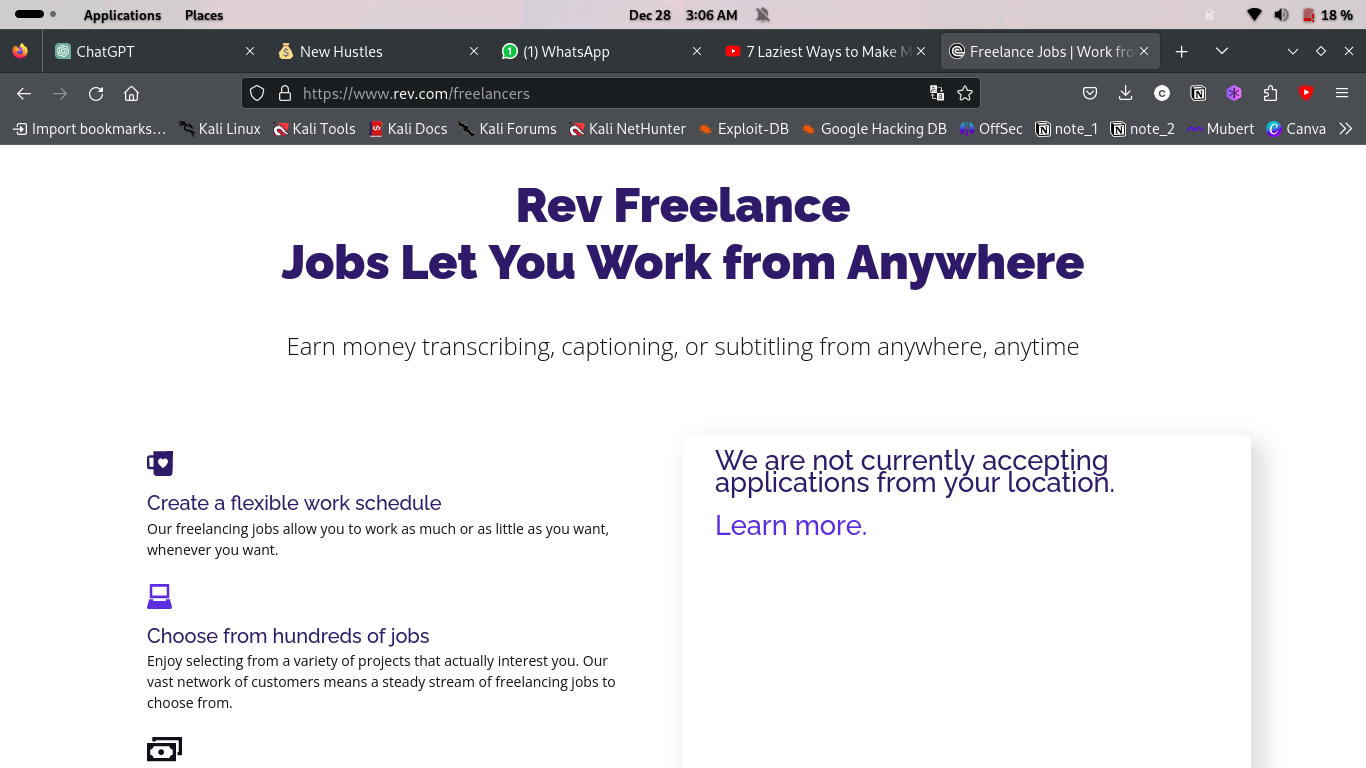 Applications Places Dec 28 3:06 AM 18 %
ChatGPT New Hustles (1) WhatsApp 7 Laziest Ways to Make M Freelance Jobs | Work fro
https://www.rev.com/freelancers
Import bookmarks… Kali Linux Kali Tools Kali Docs Kali Forums Kali NetHunter Exploit-DB Google Hacking DB OffSec note_1 note_2 Mubert Canva
Rev Freelance
Jobs Let You Work from Anywhere
Earn money transcribing, captioning, or subtitling from anywhere, anytime
Create a flexible work schedule
Our freelancing jobs allow you to work as much or as little as you want,
whenever you want.
Choose from hundreds of jobs
Enjoy selecting from a variety of projects that actually interest you. Our
vast network of customers means a steady stream of freelancing jobs to
choose from.
We are not currently accepting
applications from your location.
Learn more.